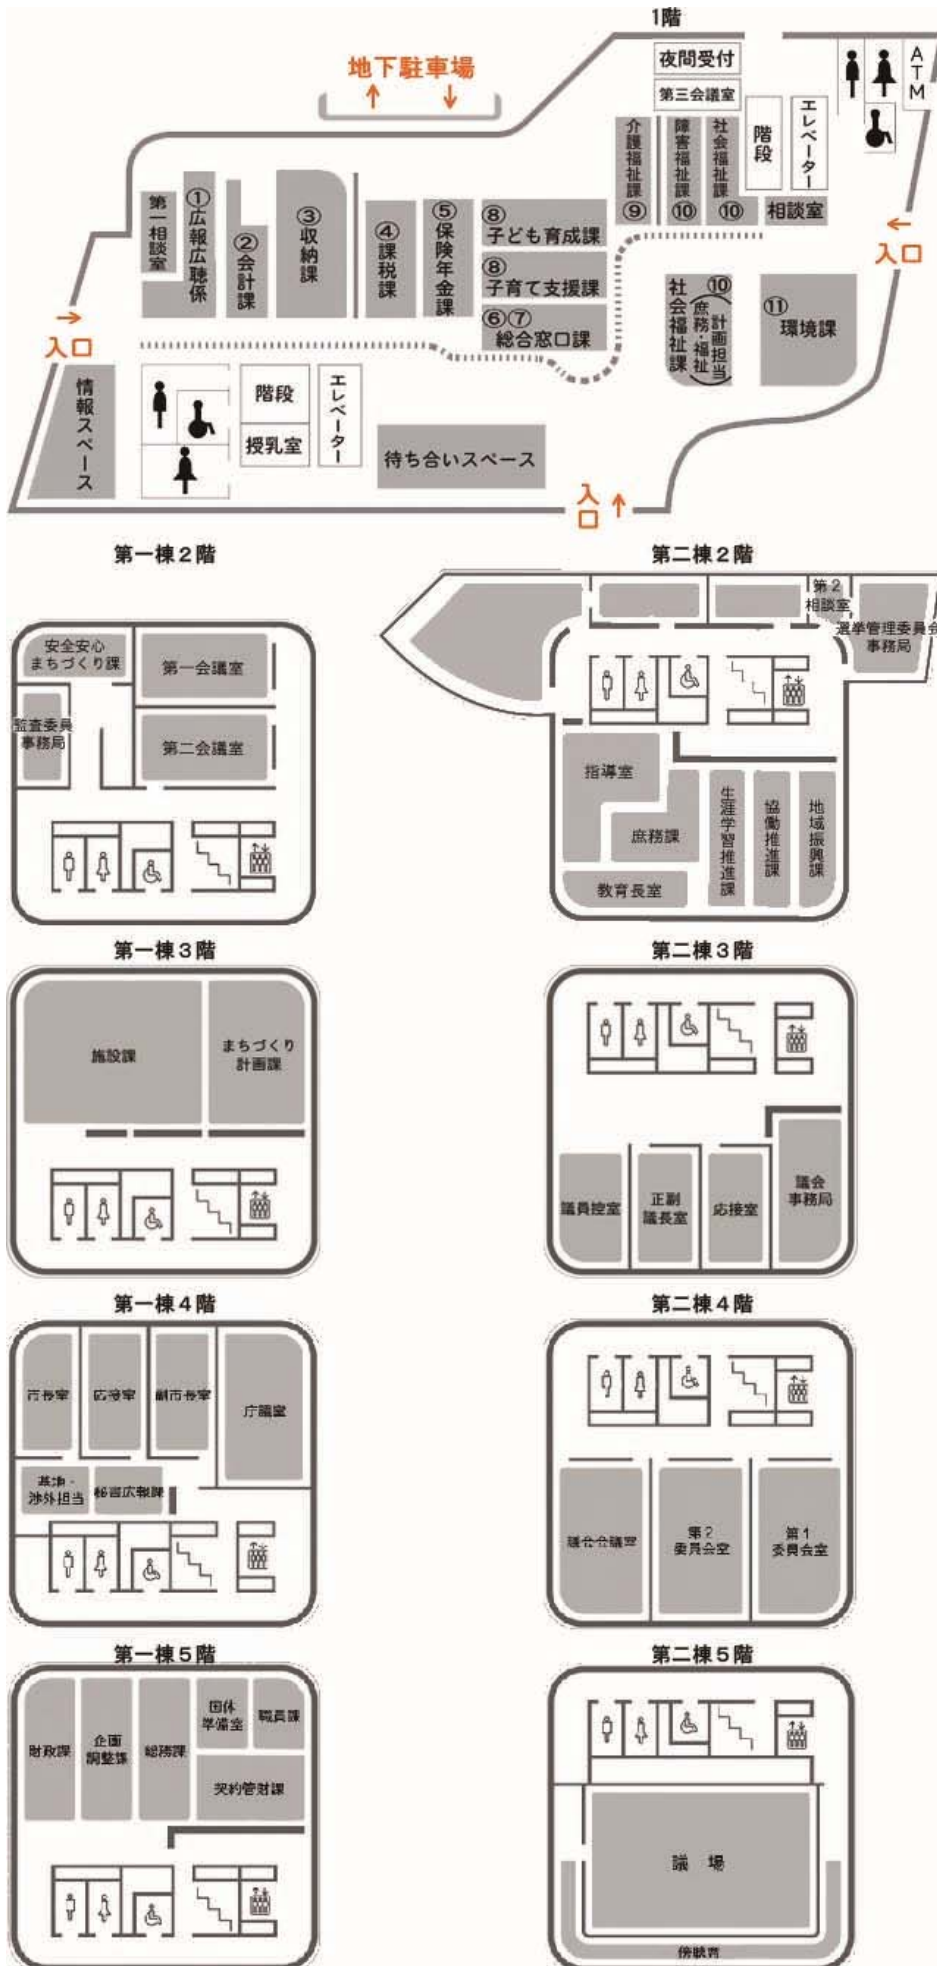 1階
地下駐車場
夜間受付
第三会議室
ATM
介護福祉課
⑨
障害福祉課
⑩
社会福祉課
⑩
階段
エレベーター
相談室
入口
第一相談室
①広報広聴係
②会計課
③収納課
④課税課
⑤保険年金課
⑧
子ども育成課
⑧
子育て支援課
⑥⑦
総合窓口課
⑩
社会福祉課
(庶務・福祉
計画担当)
⑪
環境課
入口
情報スペース
階段
授乳室
エレベーター
待ち合いスペース
入口
第一棟2階
安全安心
まちづくり課
監査委員
事務局
第一会議室
第二会議室
第二棟2階
第2
相談室
選挙管理委員会
事務局
指導室
庶務課
教育長室
生涯学習推進課
協働推進課
地域振興課
第一棟3階
施設課
まちづくり
計画課
第二棟3階
議員控室
正副
議長室
応接室
議会
事務局
第一棟4階
市長室
応接室
副市長室
庁議室
基地・
渉外担当
秘書広報課
第二棟4階
議会会議室
第2
委員会室
第1
委員会室
第一棟5階
財政課
企画
調整課
総務課
国体
準備室
職員課
契約管財課
第二棟5階
議場
傍聴席